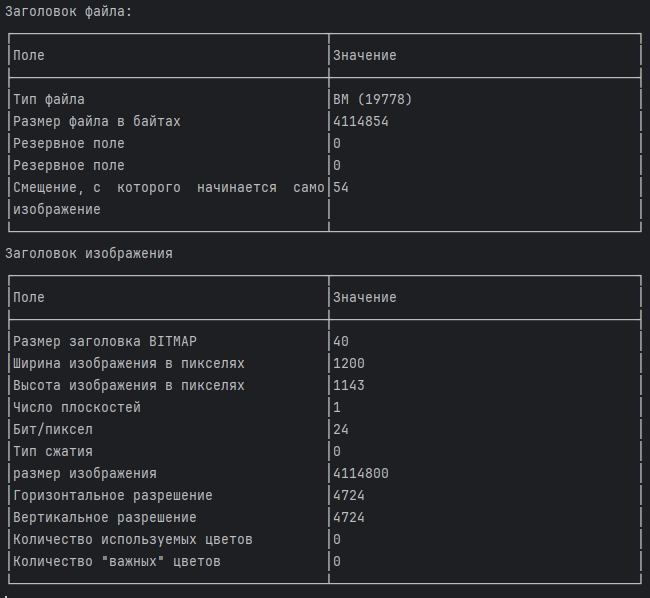 Заголовок файла:
Поле Значение
Тип файла BM (19778)
Размер файла в байтах 4114854
Резервное поле 0
Резервное поле 0
Смещение, с которого начинается само 54
изображение
Заголовок изображения
Поле Значение
Размер заголовка BITMAP 40
Ширина изображения в пикселях 1200
Высота изображения в пикселях 1143
Число плоскостей 1
Бит/пиксел 24
Тип сжатия 0
размер изображения 4114800
Горизонтальное разрешение 4724
Вертикальное разрешение 4724
Количество используемых цветов 0
Количество "важных" цветов 0